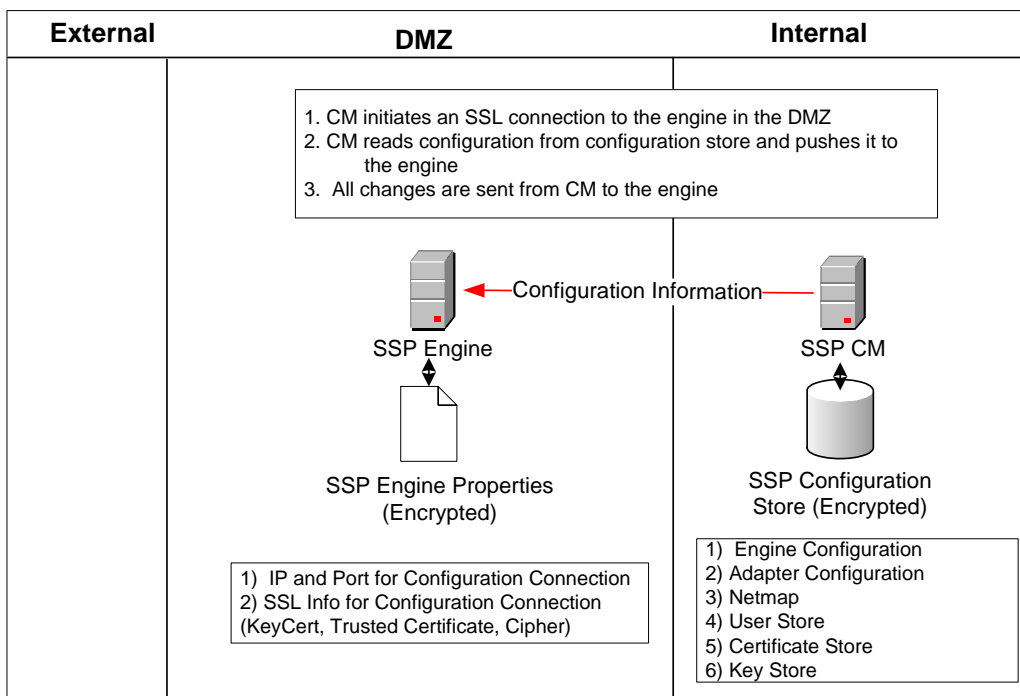 External
DMZ
Internal
1. CM initiates an SSL connection to the engine in the DMZ
2. CM reads configuration from configuration store and pushes it to
the engine
3. All changes are sent from CM to the engine
Configuration Information
SSP Engine
SSP CM
SSP Engine Properties
(Encrypted)
SSP Configuration
Store (Encrypted)
1) IP and Port for Configuration Connection
2) SSL Info for Configuration Connection
(KeyCert, Trusted Certificate, Cipher)
1) Engine Configuration
2) Adapter Configuration
3) Netmap
4) User Store
5) Certificate Store
6) Key Store